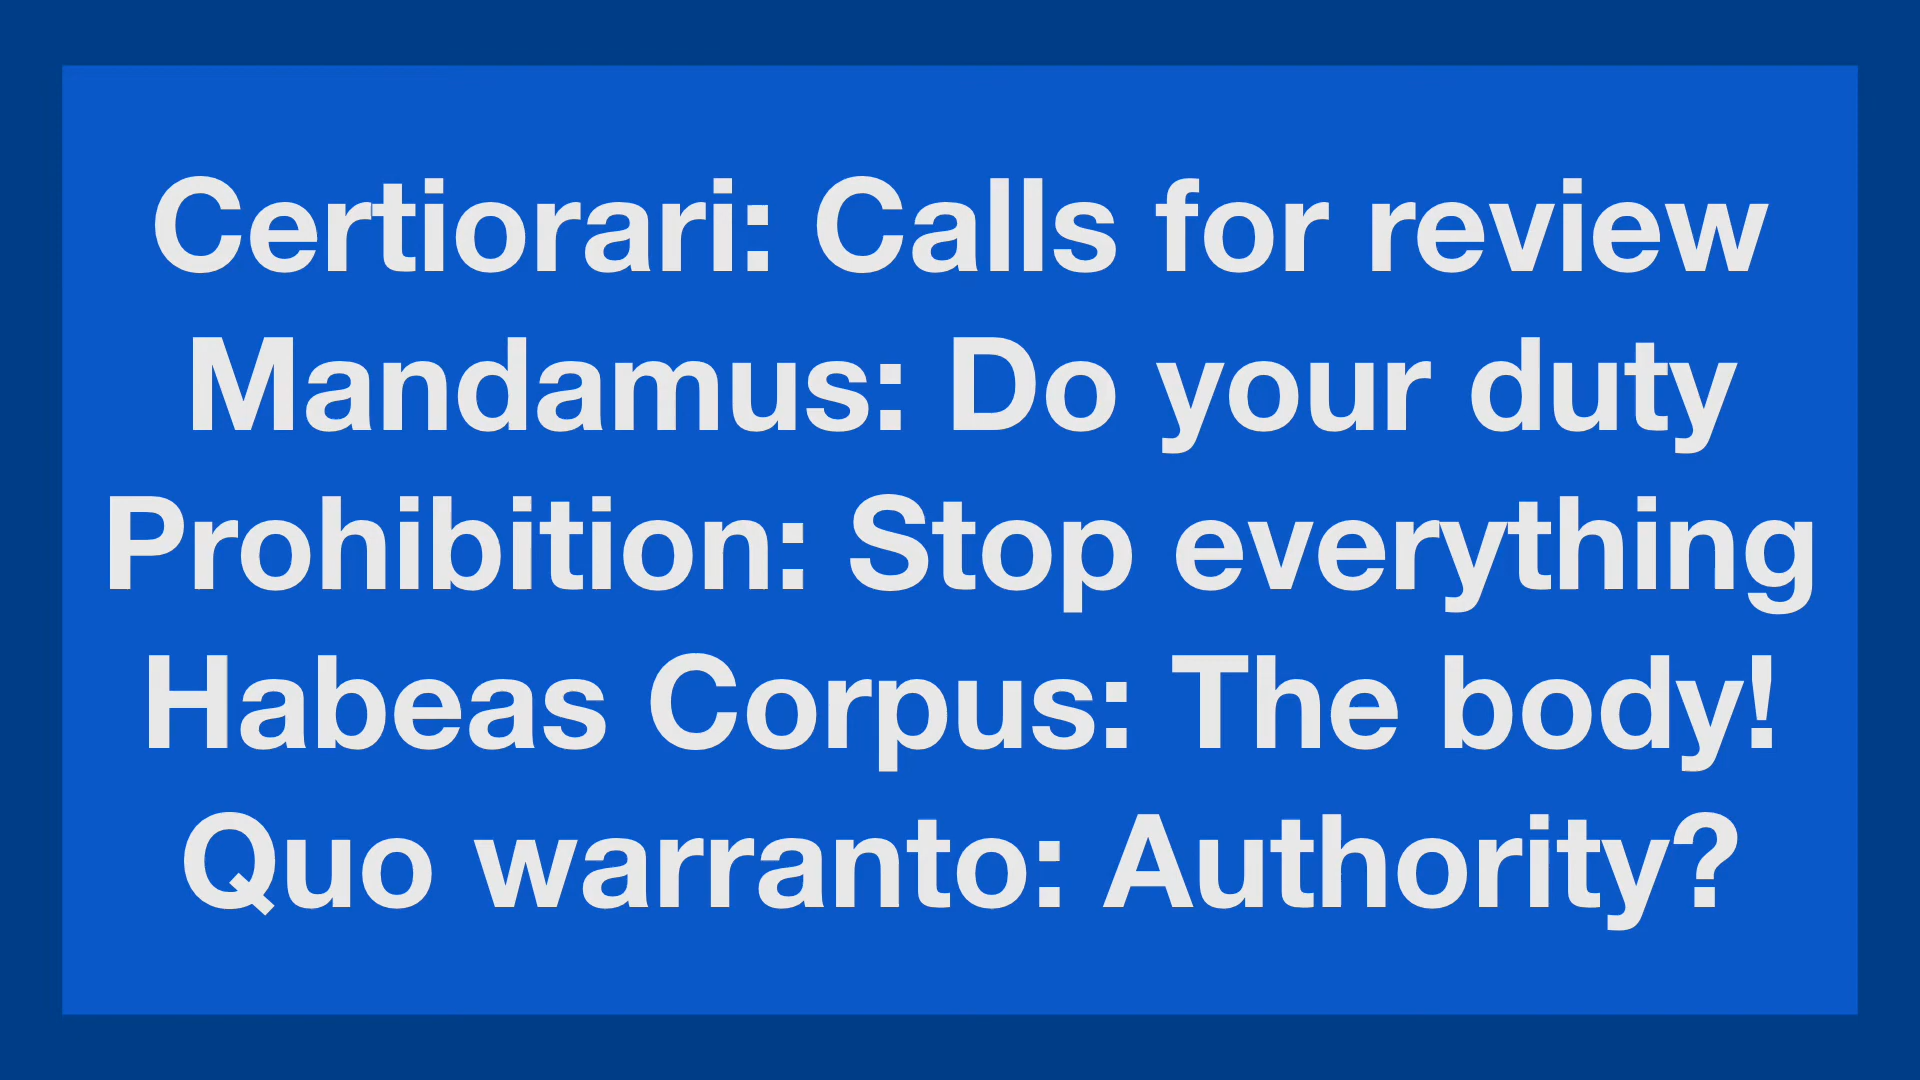 Certiorari: Calls for review
Mandamus: Do your duty
Prohibition: Stop everything
Habeas Corpus: The body!
Quo warranto: Authority?